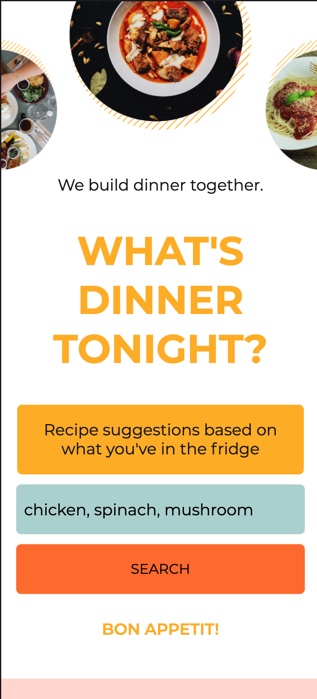 We build dinner together.
WHAT'S
DINNER
TONIGHT?
Recipe suggestions based on
what you've in the fridge
chicken, spinach, mushroom
SEARCH
BON APPETIT!